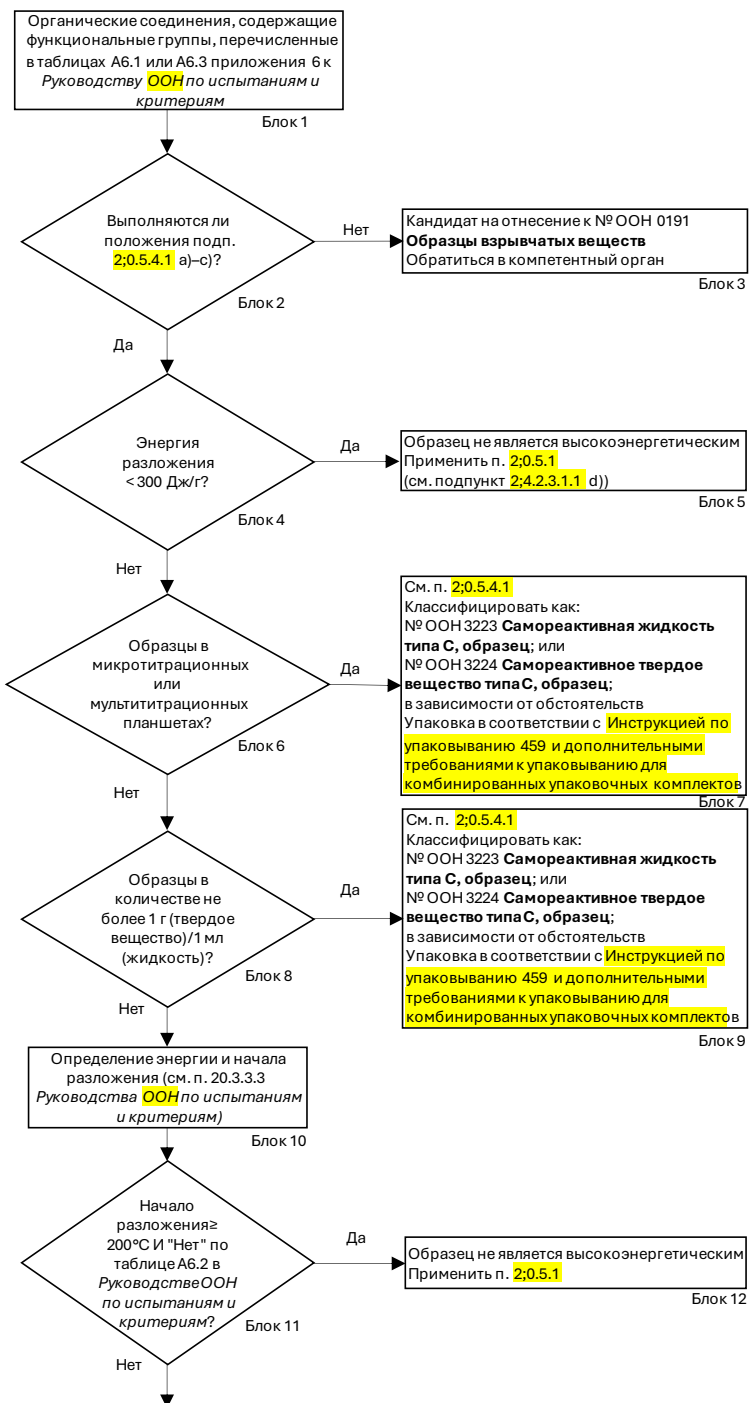 Органические соединения, содержащие
функциональные группы, перечисленные
в таблицах А6.1 или А6.3 приложения 6 к
Руководству ООН по испытаниям и
критериям
Блок 1
Выполняются ли
положения подп.
2;0.5.4.1 а)–с)?
Блок 2
Нет
Кандидат на отнесение к № ООН 0191
Образцы взрывчатых веществ
Обратиться в компетентный орган
Блок 3
Да
Энергия
разложения
< 300 Дж/г?
Блок 4
Да
Образец не является высокоэнергетическим
Применить п. 2;0.5.1
(см. подпункт 2;4.2.3.1.1 d))
Блок 5
Нет
Образцы в
микротитрационных
или
мультититрационных
планшетах?
Блок 6
Да
См. п. 2;0.5.4.1
Классифицировать как:
№ ООН 3223 Самореактивная жидкость
типа С, образец; или
№ ООН 3224 Самореактивное твердое
вещество типа С, образец;
в зависимости от обстоятельств
Упаковка в соответствии с Инструкцией по
упаковыванию 459 и дополнительными
требованиями к упаковыванию для
комбинированных упаковочных комплектов
Блок 7
Нет
Образцы в
количестве не
более 1 г (твердое
вещество)/1 мл
(жидкость)?
Блок 8
Да
См. п. 2;0.5.4.1
Классифицировать как:
№ ООН 3223 Самореактивная жидкость
типа С, образец; или
№ ООН 3224 Самореактивное твердое
вещество типа С, образец;
в зависимости от обстоятельств
Упаковка в соответствии с Инструкцией по
упаковыванию 459 и дополнительными
требованиями к упаковыванию для
комбинированных упаковочных комплектов
Блок 9
Нет
Определение энергии и начала
разложения (см. п. 20.3.3.3
Руководства ООН по испытаниям
и критериям)
Блок 10
Начало
разложения ≥
200°C И "Нет" по
таблице А6.2 в
Руководстве ООН
по испытаниям и
критериям?
Блок 11
Да
Образец не является высокоэнергетическим
Применить п. 2;0.5.1
Блок 12
Нет